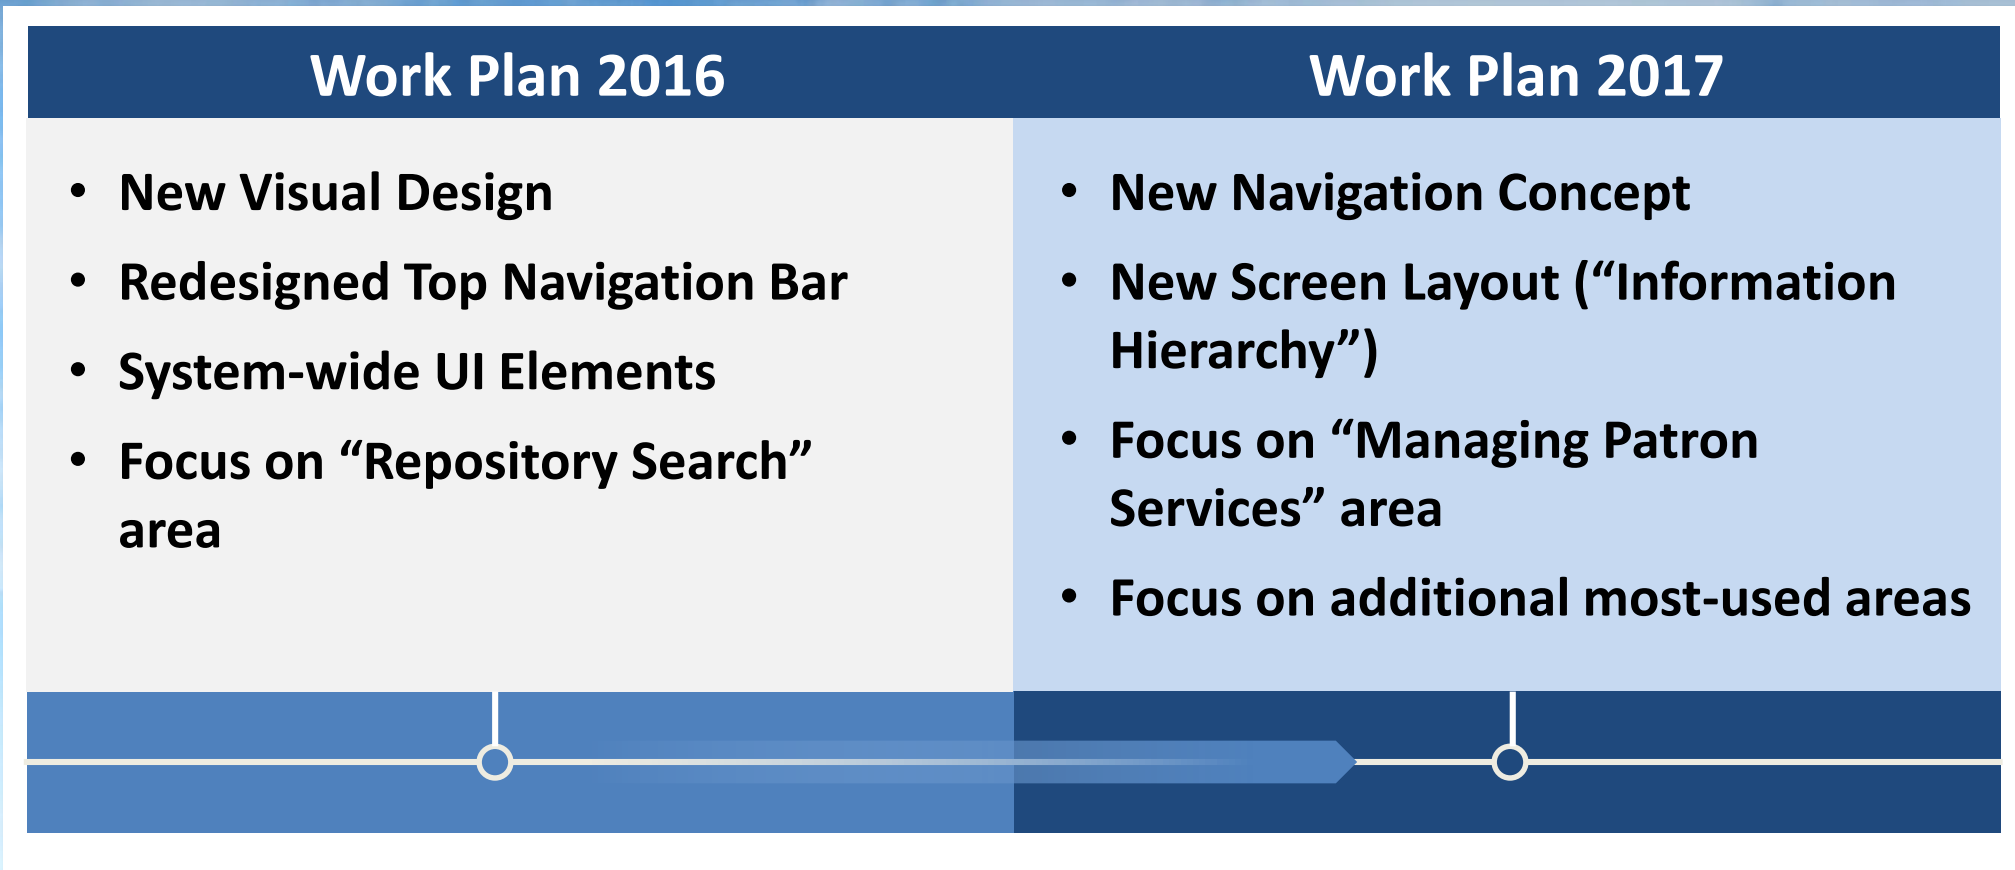 Work Plan 2016
• New Visual Design
• Redesigned Top Navigation Bar
• System-wide UI Elements
• Focus on “Repository Search”
area
Work Plan 2017
• New Navigation Concept
• New Screen Layout (“Information
Hierarchy”)
• Focus on “Managing Patron
Services” area
• Focus on additional most-used areas